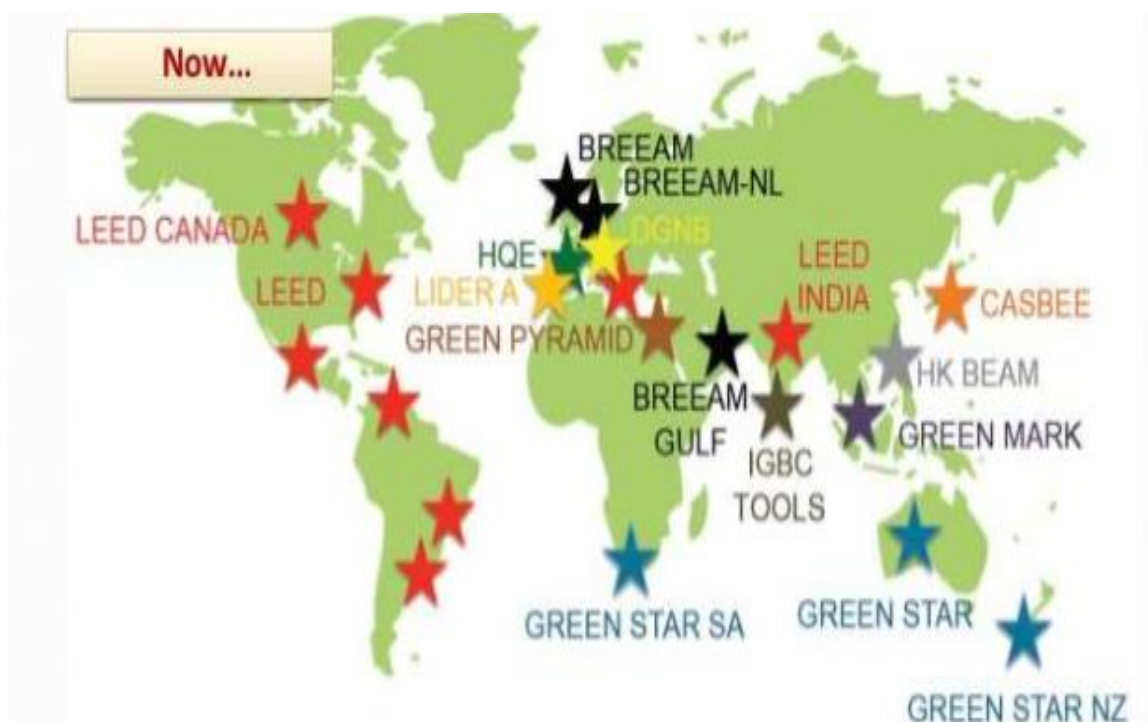 Now...
BREEAM
BREEAM-NL
LEED CANADA
DGNB
HQE
LEED
INDIA
LEED
LIDER A
CASBEE
GREEN PYRAMID
HK BEAM
BREEAM
GULF
GREEN MARK
IGBC
TOOLS
GREEN STAR SA
GREEN STAR
GREEN STAR NZ